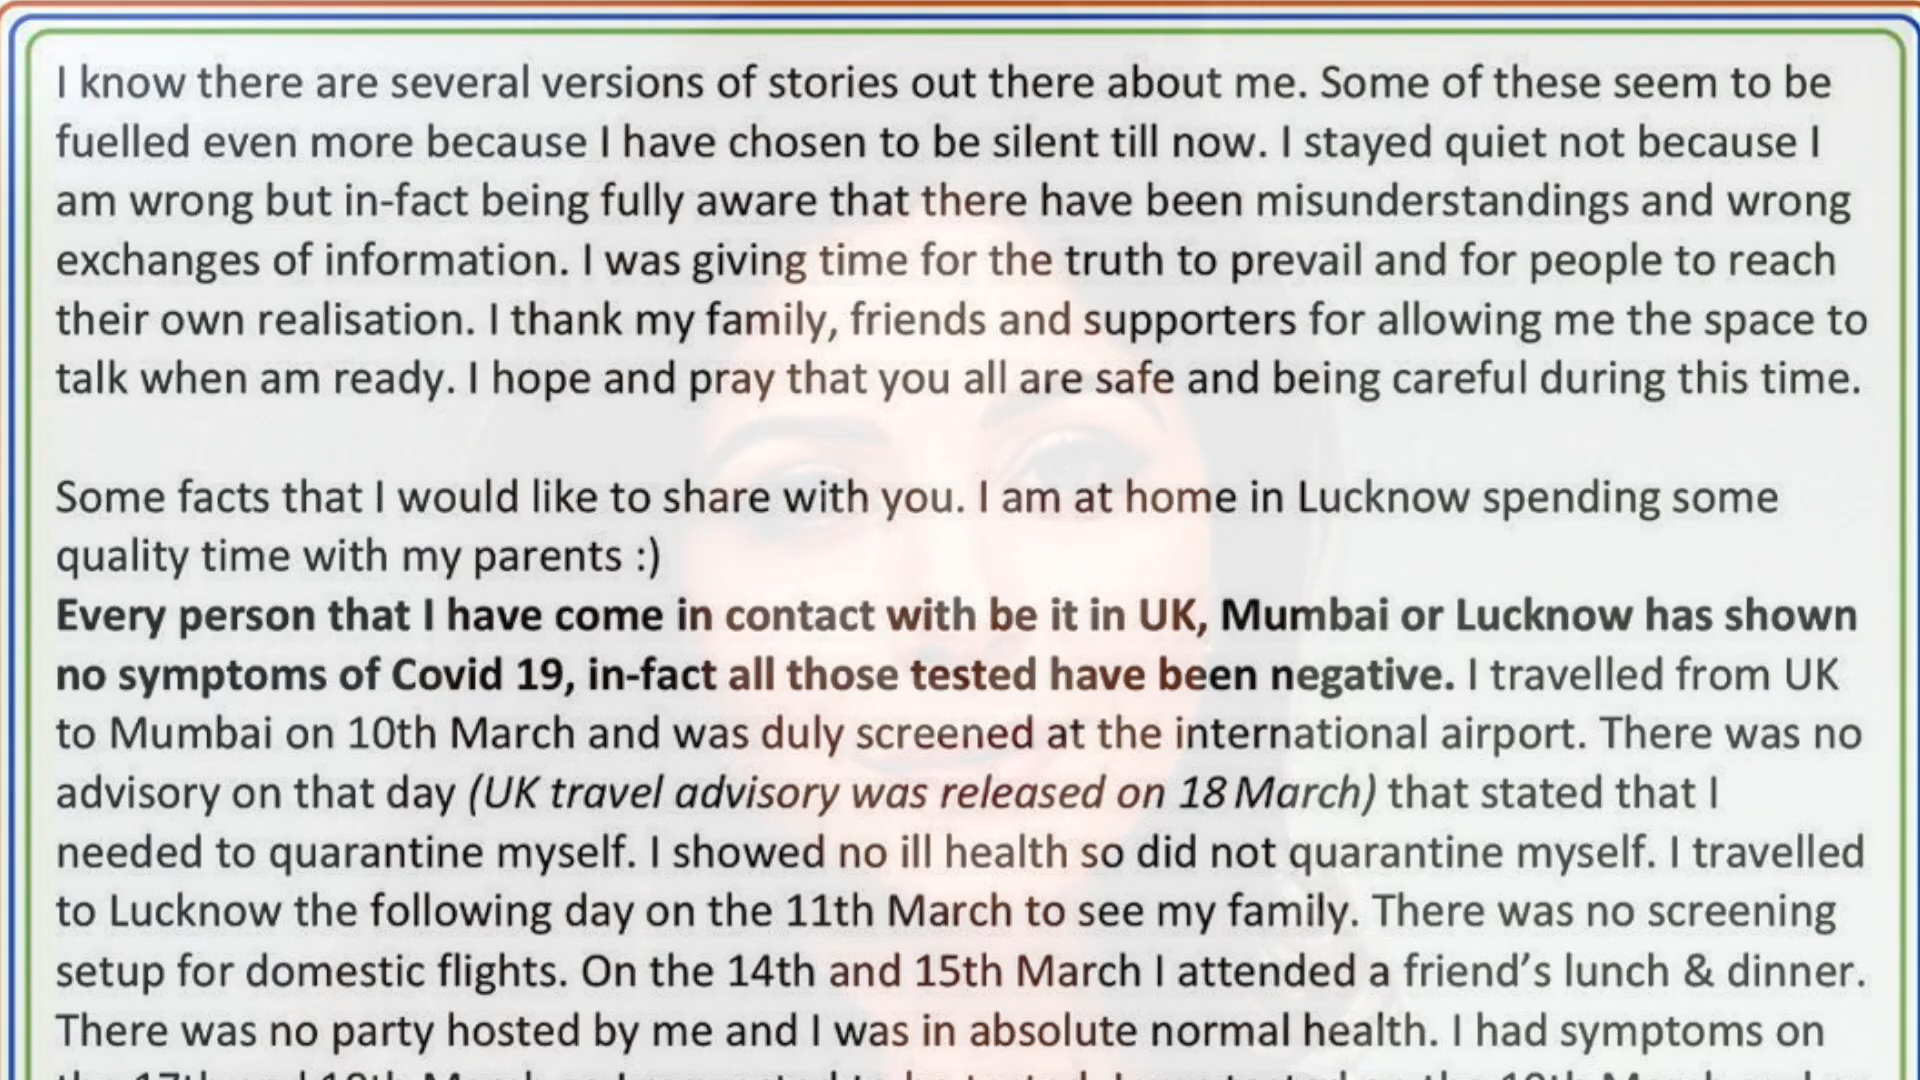 I know there are several versions of stories out there about me. Some of these seem to be
fuelled even more because I have chosen to be silent till now. I stayed quiet not because I
am wrong but in-fact being fully aware that there have been misunderstandings and wrong
exchanges of information. I was giving time for the truth to prevail and for people to reach
their own realisation. I thank my family, friends and supporters for allowing me the space to
talk when am ready. I hope and pray that you all are safe and being careful during this time.
Some facts that I would like to share with you. I am at home in Lucknow spending some
quality time with my parents :)
Every person that I have come in contact with be it in UK, Mumbai or Lucknow has shown
no symptoms of Covid 19, in-fact all those tested have been negative. I travelled from UK
to Mumbai on 10th March and was duly screened at the international airport. There was no
advisory on that day (UK travel advisory was released on 18 March) that stated that I
needed to quarantine myself. I showed no ill health so did not quarantine myself. I travelled
to Lucknow the following day on the 11th March to see my family. There was no screening
setup for domestic flights. On the 14th and 15th March I attended a friend’s lunch & dinner.
There was no party hosted by me and I was in absolute normal health. I had symptoms on